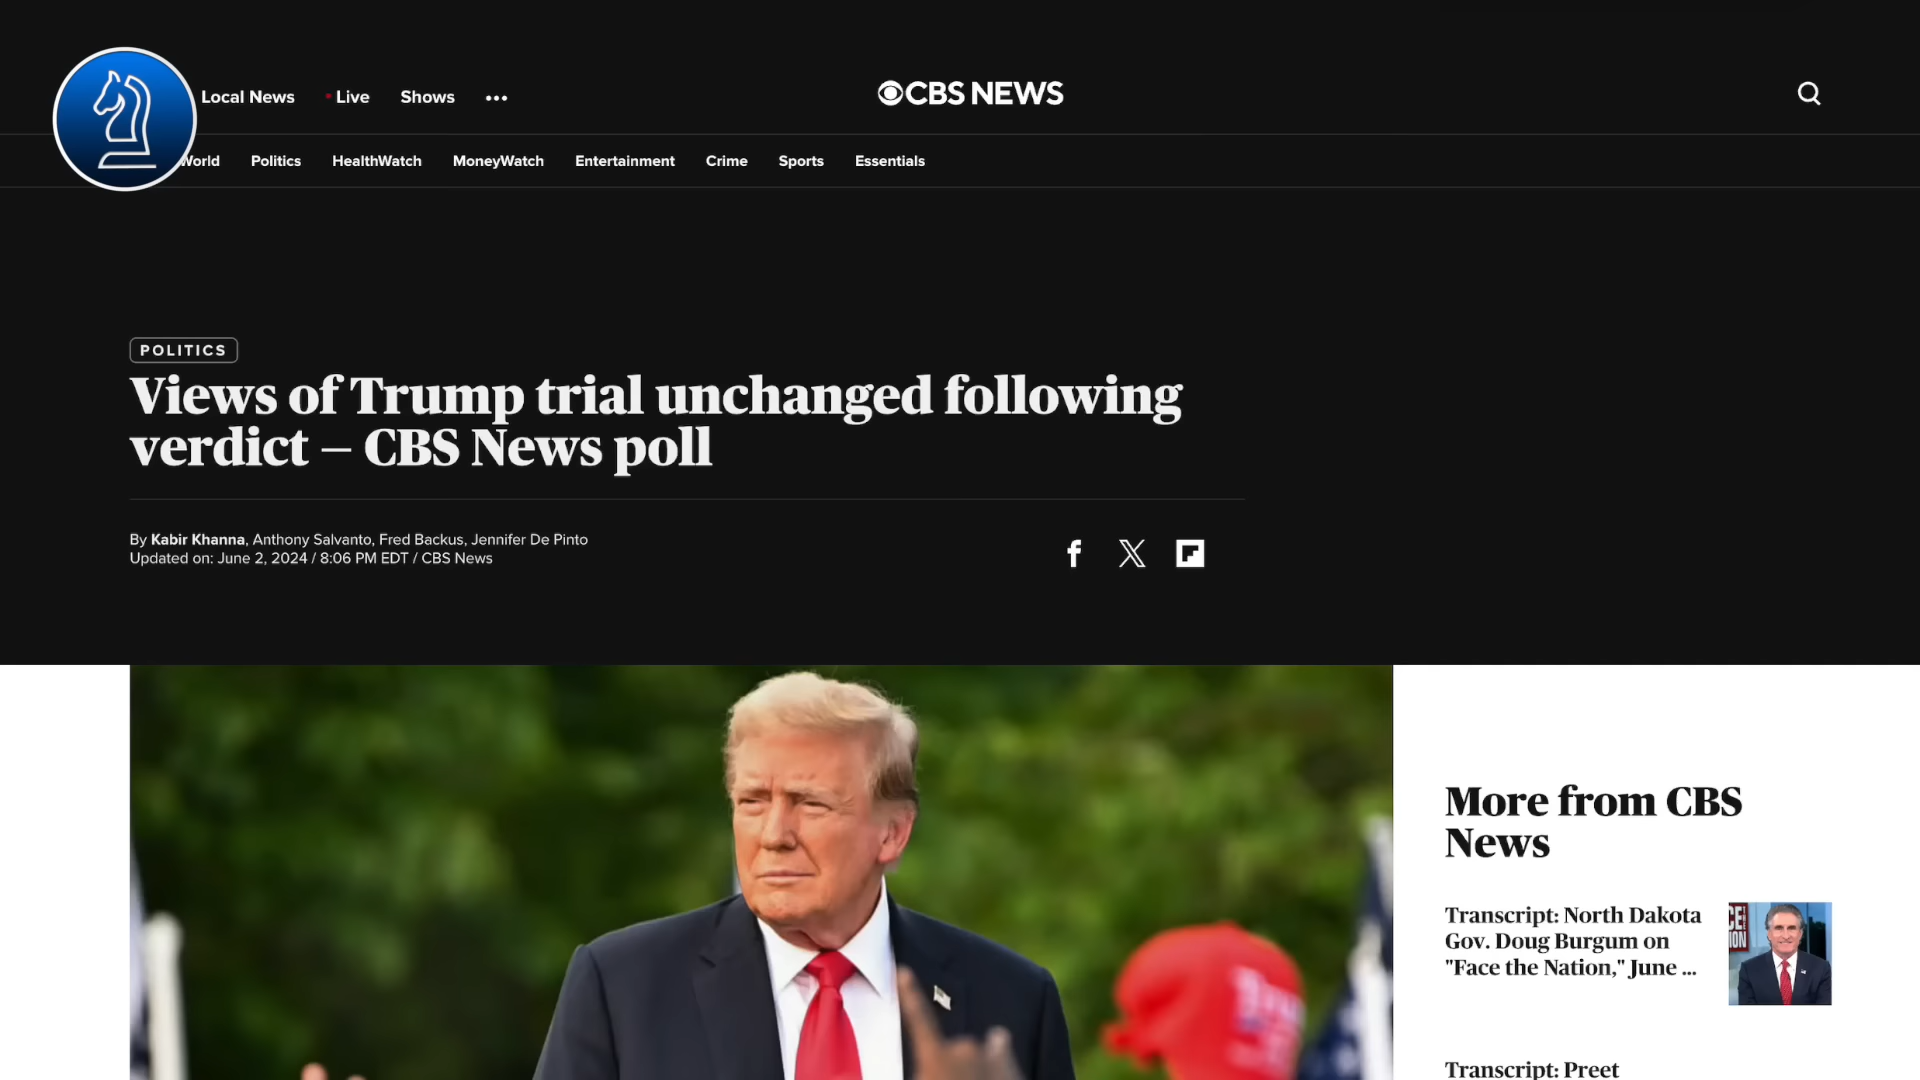 Local News
Live
Shows
CBS NEWS
World
Politics
HealthWatch
MoneyWatch
Entertainment
Crime
Sports
Essentials
POLITICS
Views of Trump trial unchanged following
verdict — CBS News poll
By Kabir Khanna, Anthony Salvanto, Fred Backus, Jennifer De Pinto
Updated on: June 2, 2024 / 8:06 PM EDT / CBS News
More from CBS
News
Transcript: North Dakota
Gov. Doug Burgum on
"Face the Nation," June ...
Transcript: Preet